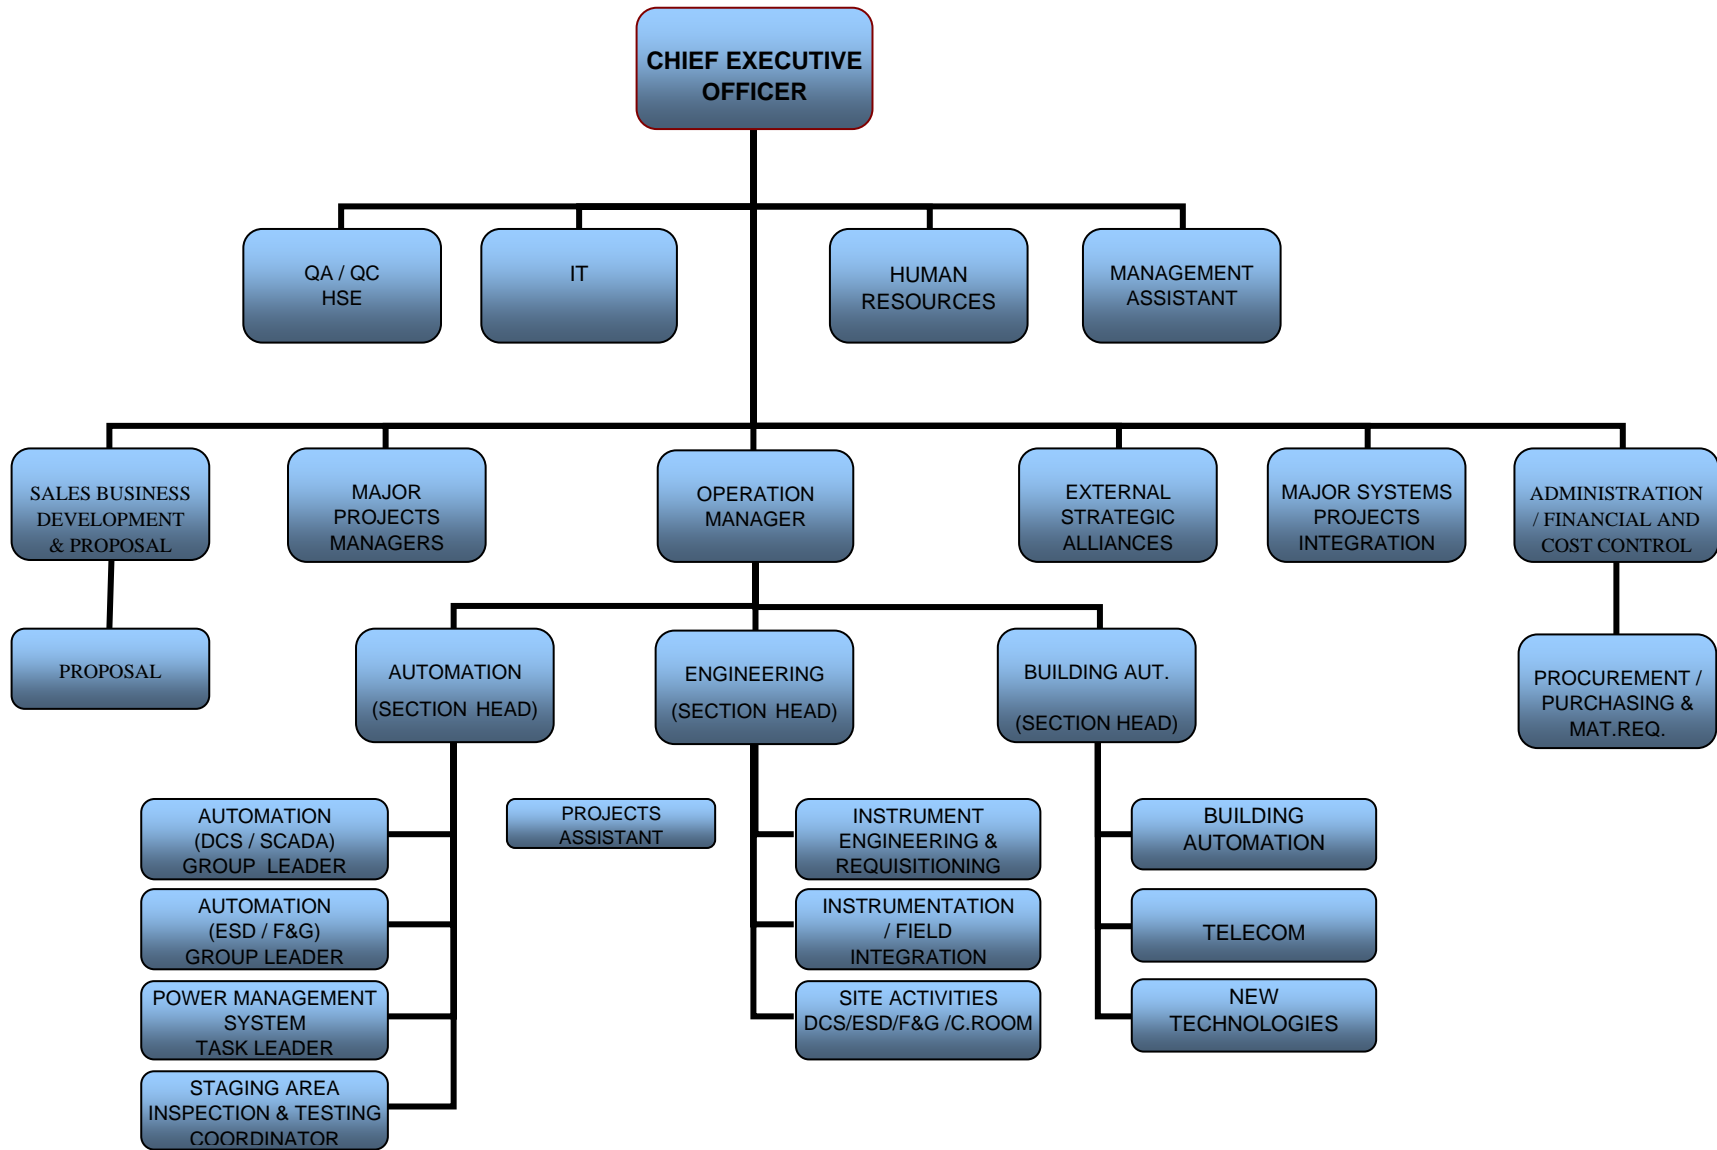 CHIEF EXECUTIVE
OFFICER
QA / QC
HSE
IT
HUMAN
RESOURCES
MANAGEMENT
ASSISTANT
SALES BUSINESS
DEVELOPMENT
& PROPOSAL
MAJOR
PROJECTS
MANAGERS
OPERATION
MANAGER
EXTERNAL
STRATEGIC
ALLIANCES
MAJOR SYSTEMS
PROJECTS
INTEGRATION
ADMINISTRATION
/ FINANCIAL AND
COST CONTROL
PROPOSAL
AUTOMATION
(SECTION HEAD)
ENGINEERING
(SECTION HEAD)
BUILDING AUT.
(SECTION HEAD)
PROCUREMENT /
PURCHASING &
MAT.REQ.
AUTOMATION
(DCS / SCADA)
GROUP LEADER
AUTOMATION
(ESD / F&G)
GROUP LEADER
POWER MANAGEMENT
SYSTEM
TASK LEADER
STAGING AREA
INSPECTION & TESTING
COORDINATOR
PROJECTS
ASSISTANT
INSTRUMENT
ENGINEERING &
REQUISITIONING
INSTRUMENTATION
/ FIELD
INTEGRATION
SITE ACTIVITIES
DCS/ESD/F&G /C.ROOM
BUILDING
AUTOMATION
TELECOM
NEW
TECHNOLOGIES